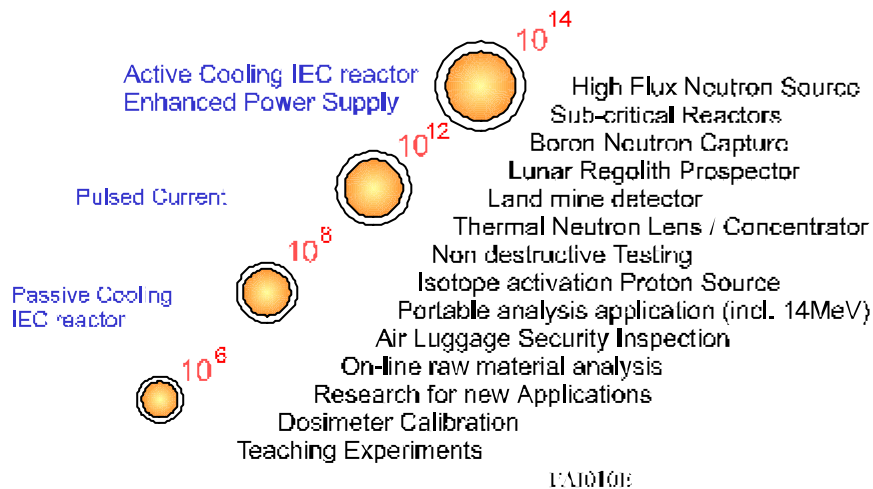 10^14
Active Cooling IEC reactor
Enhanced Power Supply
High Flux Neutron Source
Sub-critical Reactors
10^12
Boron Neutron Capture
Lunar Regolith Prospector
Pulsed Current
Land mine detector
Thermal Neutron Lens / Concentrator
10^8
Non destructive Testing
Isotope activation Proton Source
Passive Cooling
IEC reactor
Portable analysis application (incl. 14MeV)
Air Luggage Security Inspection
10^6
On-line raw material analysis
Research for new Applications
Dosimeter Calibration
Teaching Experiments